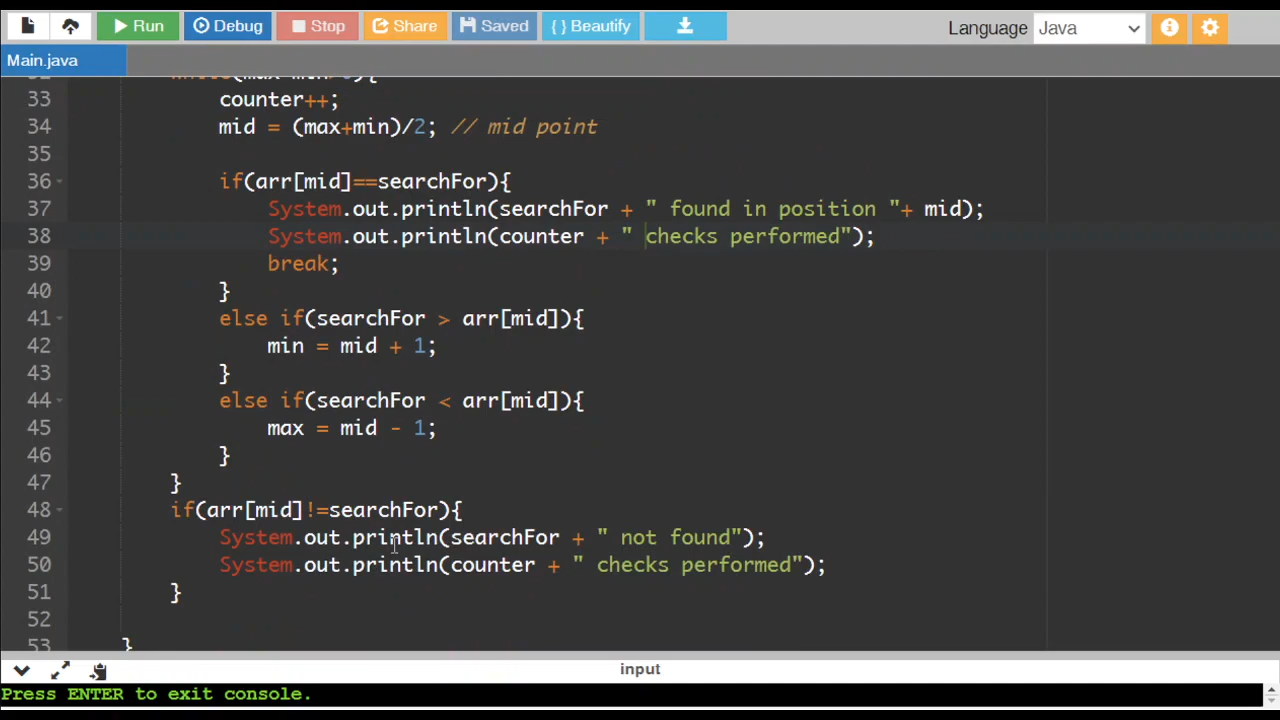 Run Debug Stop Share Saved { } Beautify Language Java
Main.java
33 counter++;
34 mid = (max+min)/2; // mid point
35
36 if(arr[mid]==searchFor){
37 System.out.println(searchFor + " found in position "+ mid);
38 System.out.println(counter + " checks performed");
39 break;
40 }
41 else if(searchFor > arr[mid]){
42 min = mid + 1;
43 }
44 else if(searchFor < arr[mid]){
45 max = mid - 1;
46 }
47 }
48 if(arr[mid]!=searchFor){
49 System.out.println(searchFor + " not found");
50 System.out.println(counter + " checks performed");
51 }
52
53 }
input
Press ENTER to exit console.